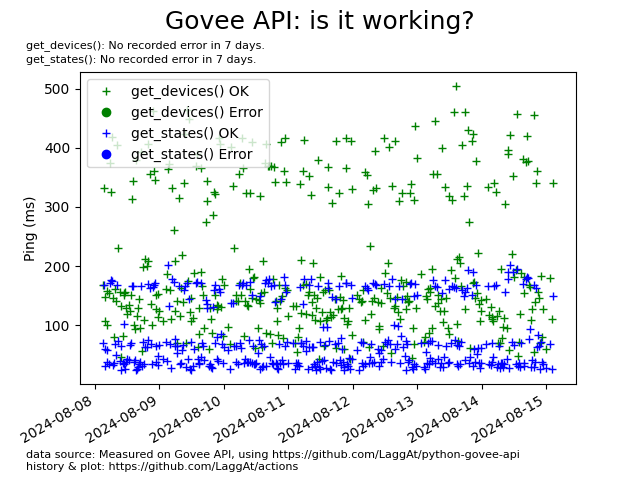 Govee API: is it working?
get_devices(): No recorded error in 7 days.
get_states(): No recorded error in 7 days.
get_devices() OK
get_devices() Error
get_states() OK
get_states() Error
Ping (ms)
500
400
300
200
100
2024-08-08
2024-08-09
2024-08-10
2024-08-11
2024-08-12
2024-08-13
2024-08-14
2024-08-15
data source: Measured on Govee API, using https://github.com/LaggAt/python-govee-api
history & plot: https://github.com/LaggAt/actions